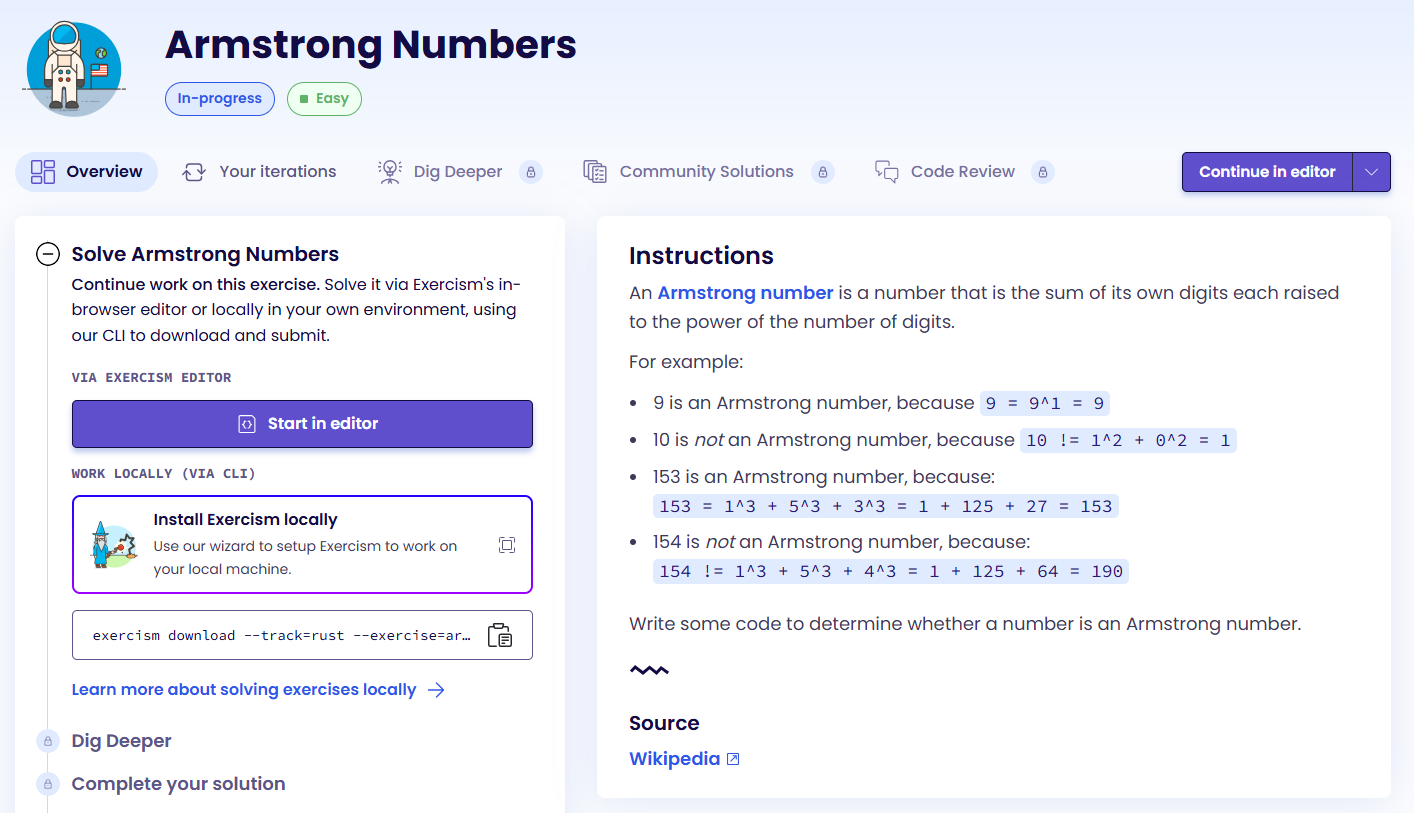 Armstrong Numbers
In-progress
Easy
Overview
Your iterations
Dig Deeper
Community Solutions
Code Review
Continue in editor
Solve Armstrong Numbers
Continue work on this exercise. Solve it via Exercism's in-
browser editor or locally in your own environment, using
our CLI to download and submit.
VIA EXERCISM EDITOR
Start in editor
WORK LOCALLY (VIA CLI)
Install Exercism locally
Use our wizard to setup Exercism to work on
your local machine.
exercism download --track=rust --exercise=ar…
Learn more about solving exercises locally
Dig Deeper
Complete your solution
Instructions
An Armstrong number is a number that is the sum of its own digits each raised
to the power of the number of digits.
For example:
9 is an Armstrong number, because 9 = 9^1 = 9
10 is not an Armstrong number, because 10 != 1^2 + 0^2 = 1
153 is an Armstrong number, because:
153 = 1^3 + 5^3 + 3^3 = 1 + 125 + 27 = 153
154 is not an Armstrong number, because:
154 != 1^3 + 5^3 + 4^3 = 1 + 125 + 64 = 190
Write some code to determine whether a number is an Armstrong number.
Source
Wikipedia